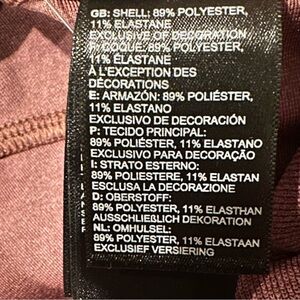 GB: SHELL: 89% POLYESTER,
11% ELASTANE
EXCLUSIVE OF DECORATION
F: COQUE: 89% POLYESTER,
11% ÉLASTANE
À L'EXCEPTION DES
DÉCORATIONS
E: ARMAZÓN: 89% POLIÉSTER,
11% ELASTANO
EXCLUSIVO DE DECORACIÓN
P: TECIDO PRINCIPAL:
89% POLIÉSTER, 11% ELASTANO
EXCLUSIVO PARA DECORAÇÃO
I: STRATO ESTERNO:
89% POLIESTERE, 11% ELASTAN
ESCLUSA LA DECORAZIONE
D: OBERSTOFF:
89% POLYESTER, 11% ELASTHAN
AUSSCHLIEßLICH DEKORATION
NL: OMHULSEL:
89% POLYESTER, 11% ELASTAAN
EXCLUSIEF VERSIERING